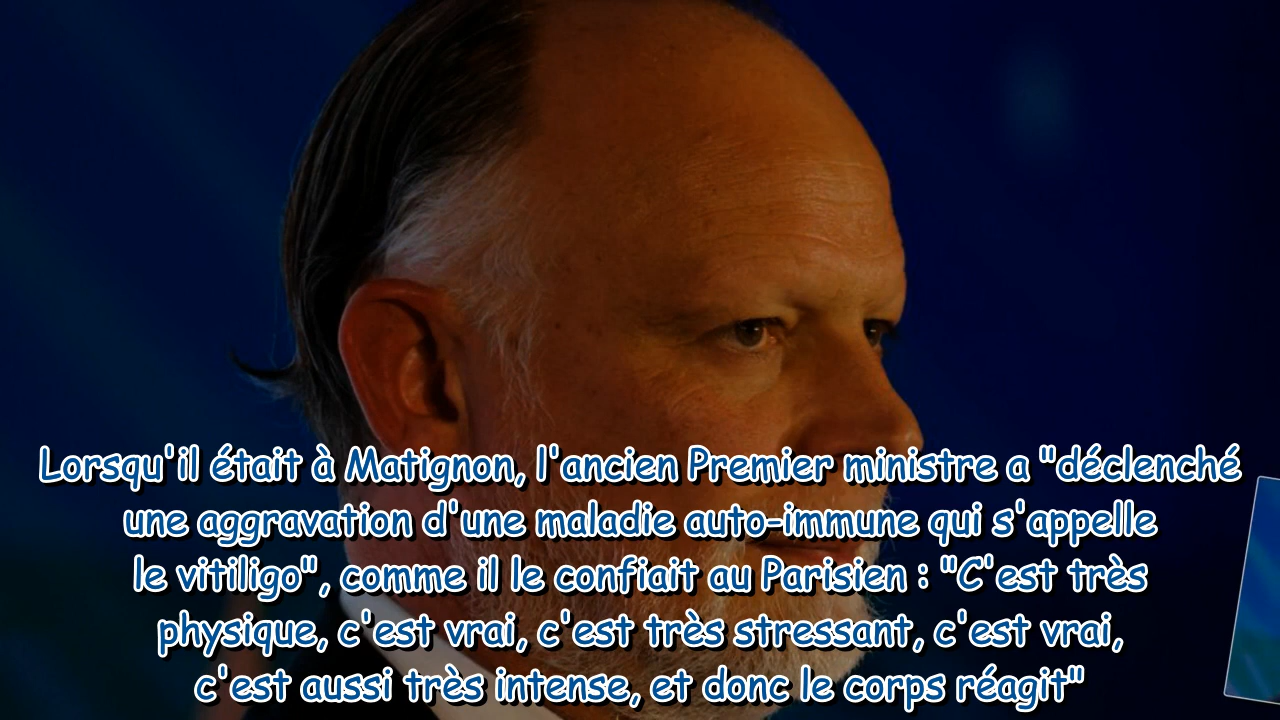 Lorsqu'il était à Matignon, l'ancien Premier ministre a "déclenché
une aggravation d'une maladie auto-immune qui s'appelle
le vitiligo", comme il le confiait au Parisien : "C'est très
physique, c'est vrai, c'est très stressant, c'est vrai,
c'est aussi très intense, et donc le corps réagit"